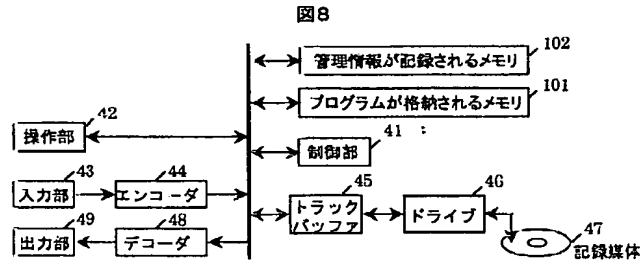 図8
102
管理情報が記録されるメモリ
101
プログラムが格納されるメモリ
42
操作部
41 :
制御部
43
入力部
44
エンコーダ
45
トラック
バッファ
46
ドライブ
49
出力部
48
デコーダ
47
記録媒体